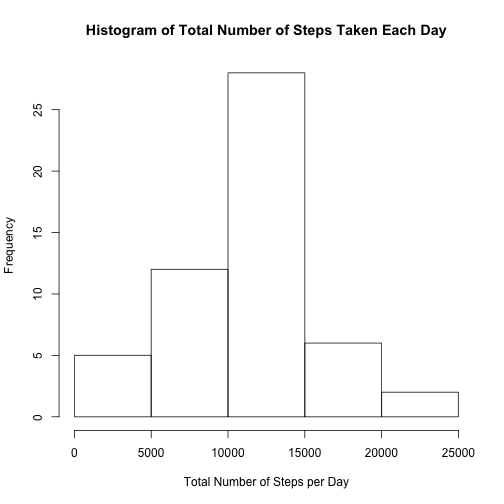 Histogram of Total Number of Steps Taken Each Day
Frequency
25
20
15
10
5
0
0 5000 10000 15000 20000 25000
Total Number of Steps per Day